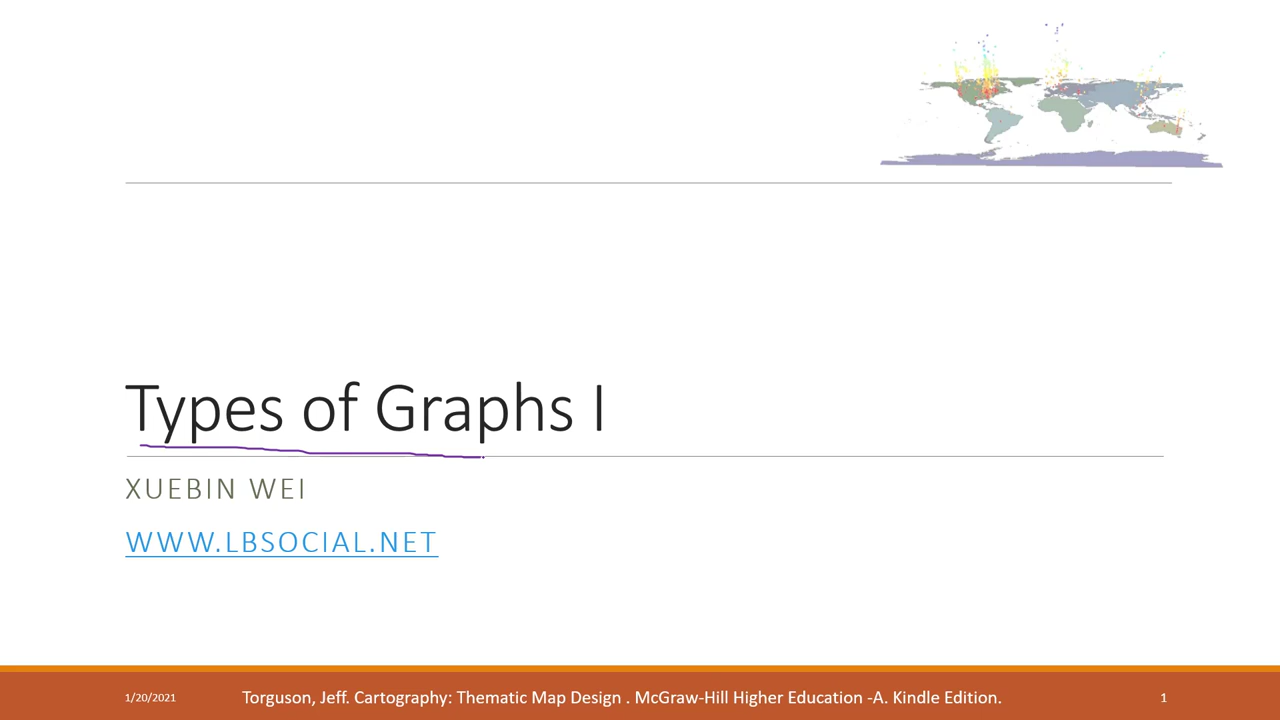 Types of Graphs I
XUEBIN WEI
WWW.LBSOCIAL.NET
1/20/2021
Torguson, Jeff. Cartography: Thematic Map Design . McGraw-Hill Higher Education -A. Kindle Edition.
1